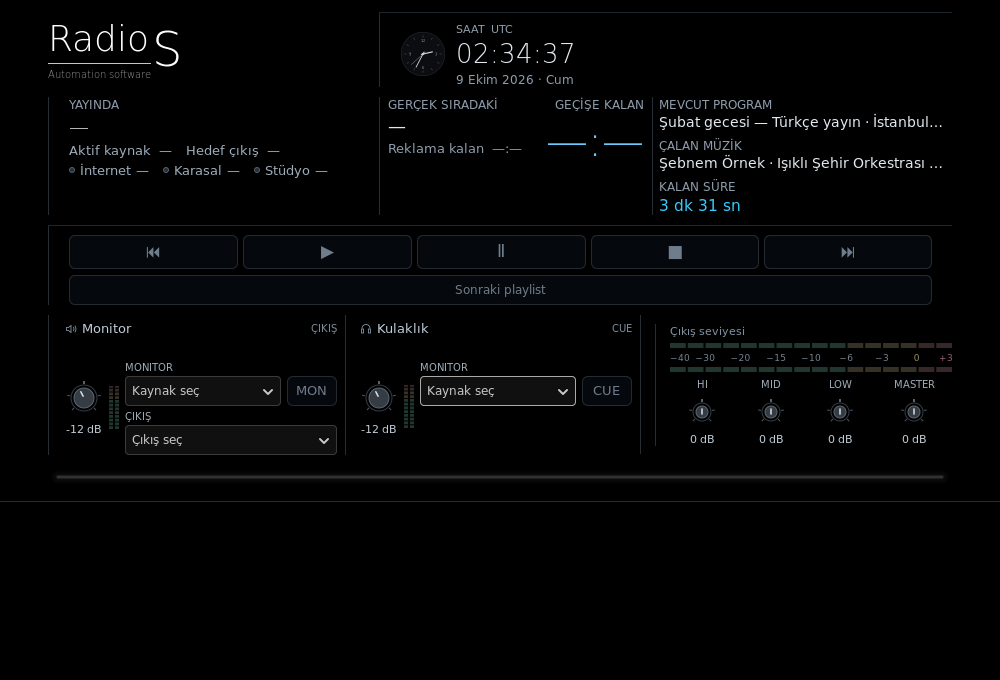 Radio S
Automation software
SAAT UTC
02:34:37
9 Ekim 2026 · Cum
YAYINDA
—
Aktif kaynak — Hedef çıkış —
İnternet — Karasal — Stüdyo —
GERÇEK SIRADAKİ
—
Reklama kalan —:—
GEÇİŞE KALAN
—:—
MEVCUT PROGRAM
Şubat gecesi — Türkçe yayın · İstanbul...
ÇALAN MÜZİK
Şebnem Örnek · Işıklı Şehir Orkestrası ...
KALAN SÜRE
3 dk 31 sn
Sonraki playlist
Monitor ÇIKIŞ
MONITOR
Kaynak seç MON
-12 dB
ÇIKIŞ
Çıkış seç
Kulaklık CUE
MONITOR
Kaynak seç CUE
-12 dB
Çıkış seviyesi
−40 −30 −20 −15 −10 −6 −3 0 +3
HI MID LOW MASTER
0 dB 0 dB 0 dB 0 dB